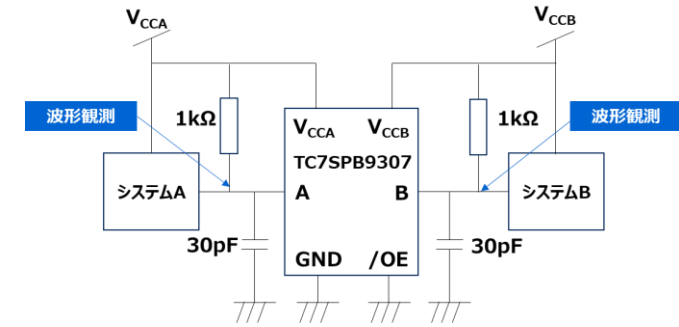 VCCA
VCCB
波形観測
1kΩ
VCCA VCCB
TC7SPB9307
1kΩ
波形観測
システムA
A B
システムB
30pF
GND /OE
30pF